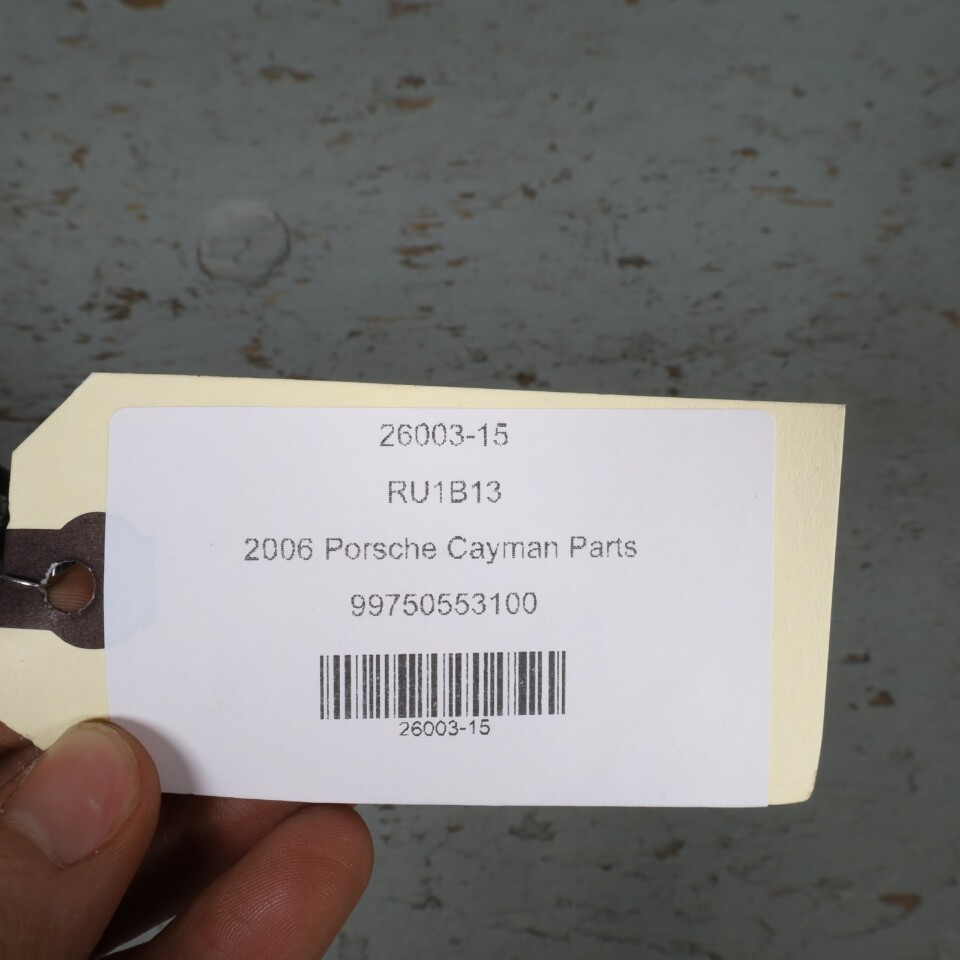 26003-15
RU1B13
2006 Porsche Cayman Parts
99750553100
26003-15